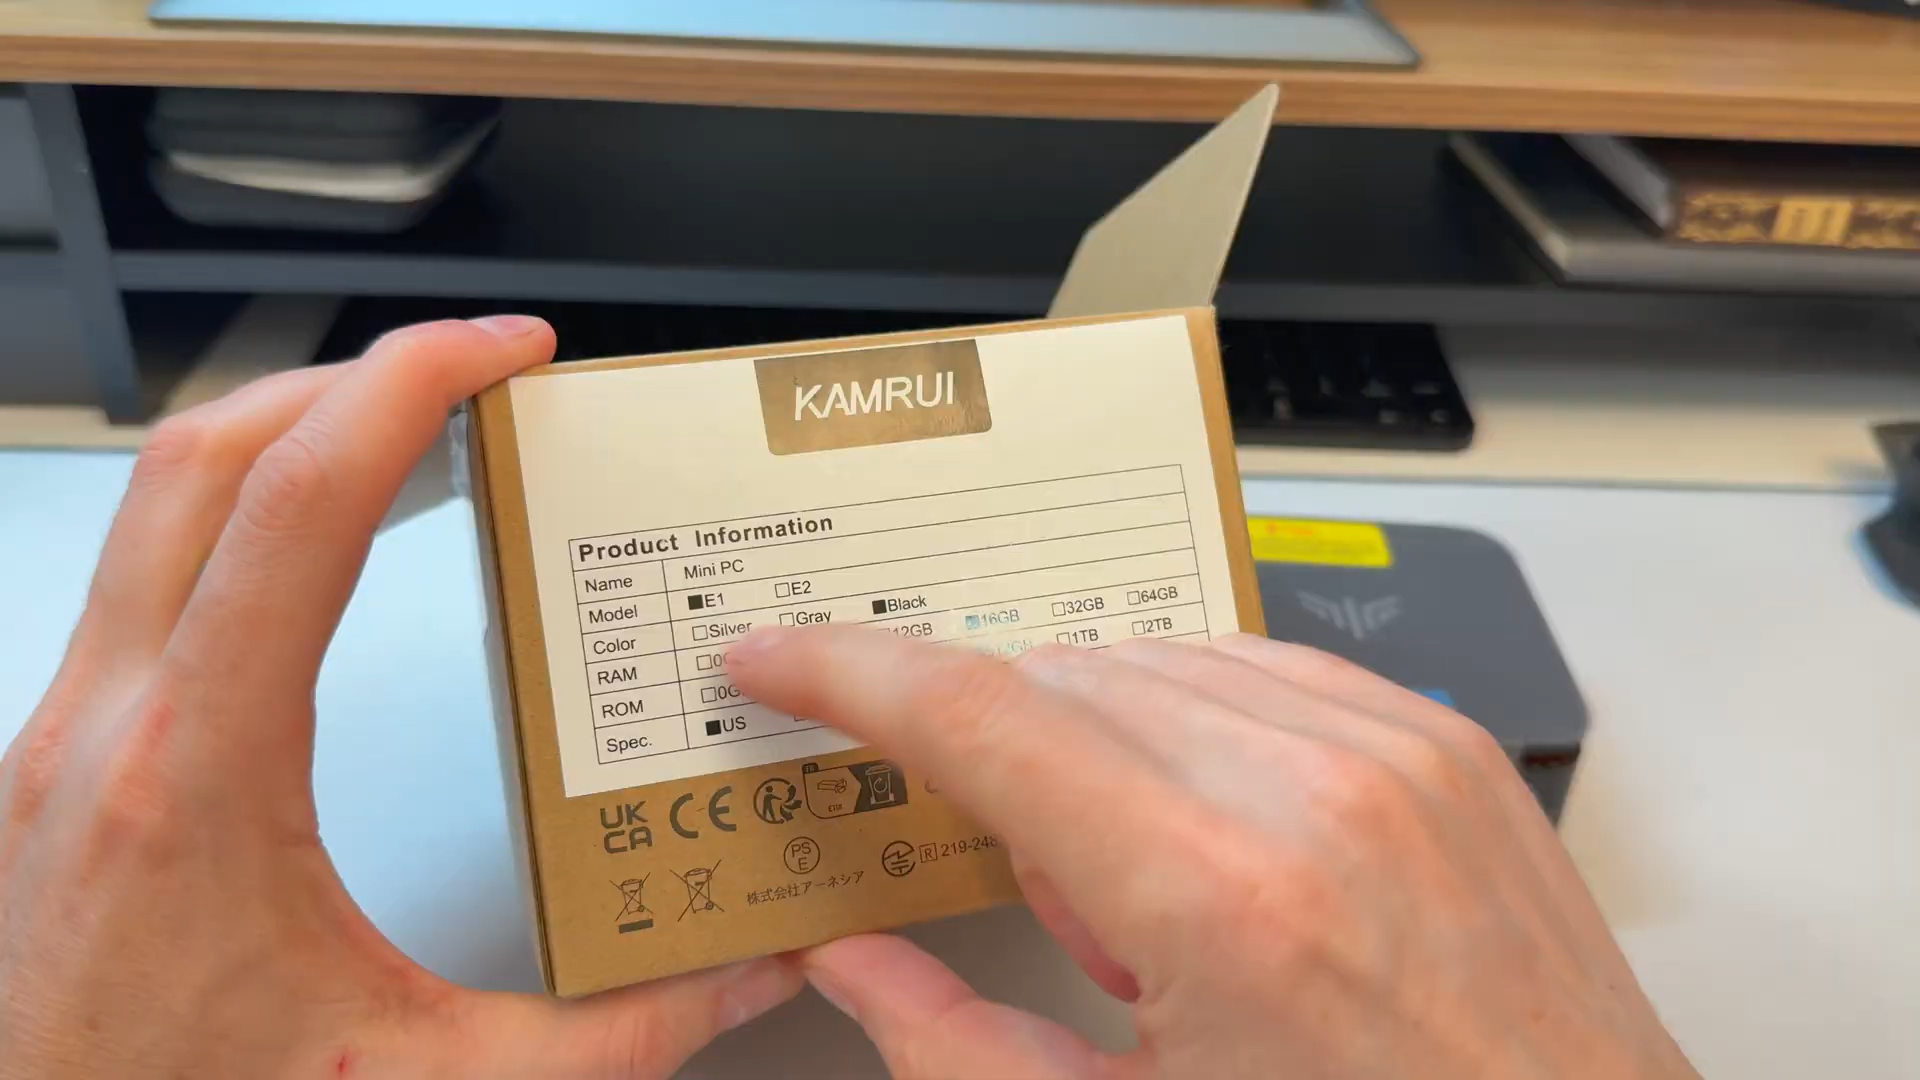 KAMRUI
Product Information
Name Mini PC
Model ■E1 □E2
Color □Silver □Gray ■Black
RAM 12GB 16GB □32GB □64GB
ROM □1TB □2TB
Spec. ■US
UK
CA CE
PS
E
R 219-248
株式会社アーネシア